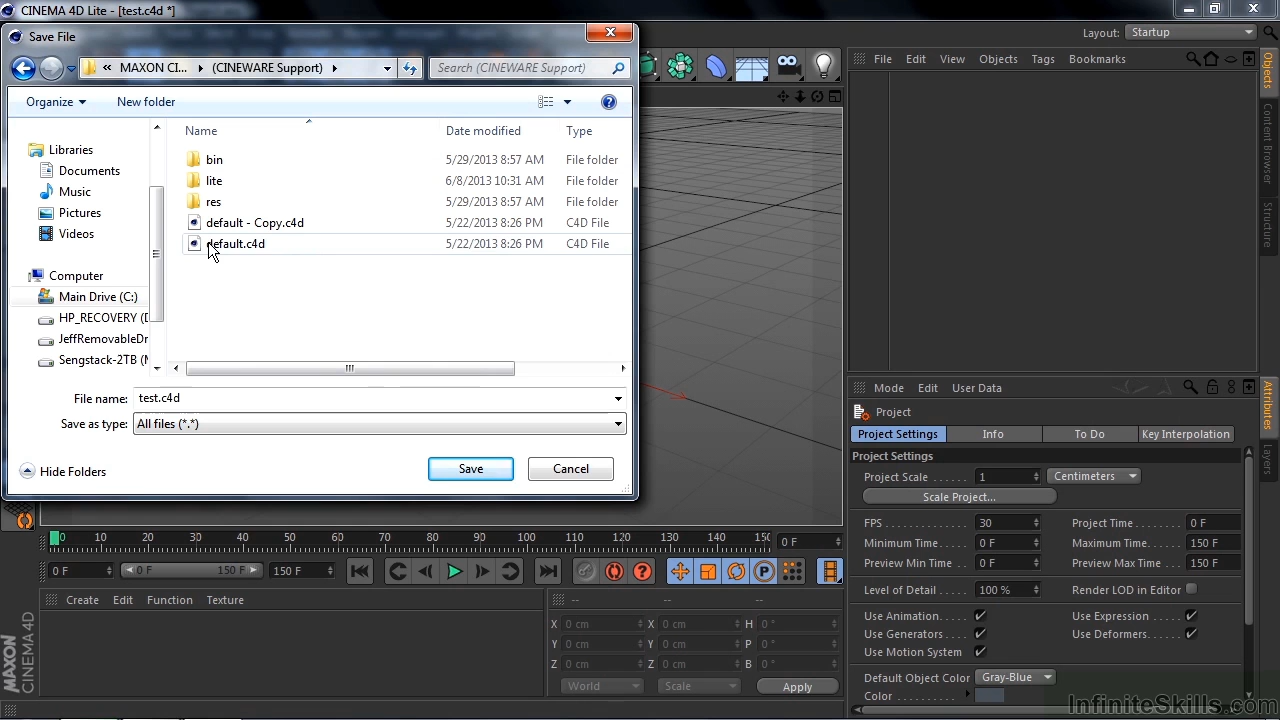 CINEMA 4D Lite - [test.c4d *]
Save File
« MAXON CI... (CINEWARE Support)
Search (CINEWARE Support)
Organize
New folder
Name
Date modified
Type
Libraries
Documents
Music
Pictures
Videos
Computer
Main Drive (C:)
HP_RECOVERY (D
JeffRemovableDr
Sengstack-2TB (N
bin 5/29/2013 8:57 AM File folder
lite 6/8/2013 10:31 AM File folder
res 5/29/2013 8:57 AM File folder
default - Copy.c4d 5/22/2013 8:26 PM C4D File
default.c4d 5/22/2013 8:26 PM C4D File
File name: test.c4d
Save as type: All files (*.*)
Hide Folders
Save
Cancel
Layout: Startup
File Edit View Objects Tags Bookmarks
Objects
Content Browser
Structure
Mode Edit User Data
Attributes
Layers
Project
Project Settings Info To Do Key Interpolation
Project Settings
Project Scale . . . . . . 1 Centimeters
Scale Project...
FPS 30 Project Time 0 F
Minimum Time 0 F Maximum Time 150 F
Preview Min Time 0 F Preview Max Time 150 F
Level of Detail 100 % Render LOD in Editor
Use Animation Use Expression
Use Generators Use Deformers
Use Motion System
Default Object Color Gray-Blue
Color
0 10 20 30 40 50 60 70 80 90 100 110 120 130 140 150 0 F
0 F 0 F 150 F 150 F
Create Edit Function Texture
-- -- --
X 0 cm X 0 cm H 0 °
Y 0 cm Y 0 cm P 0 °
Z 0 cm Z 0 cm B 0 °
World Scale Apply
MAXON
CINEMA 4D
InfiniteSkills.com